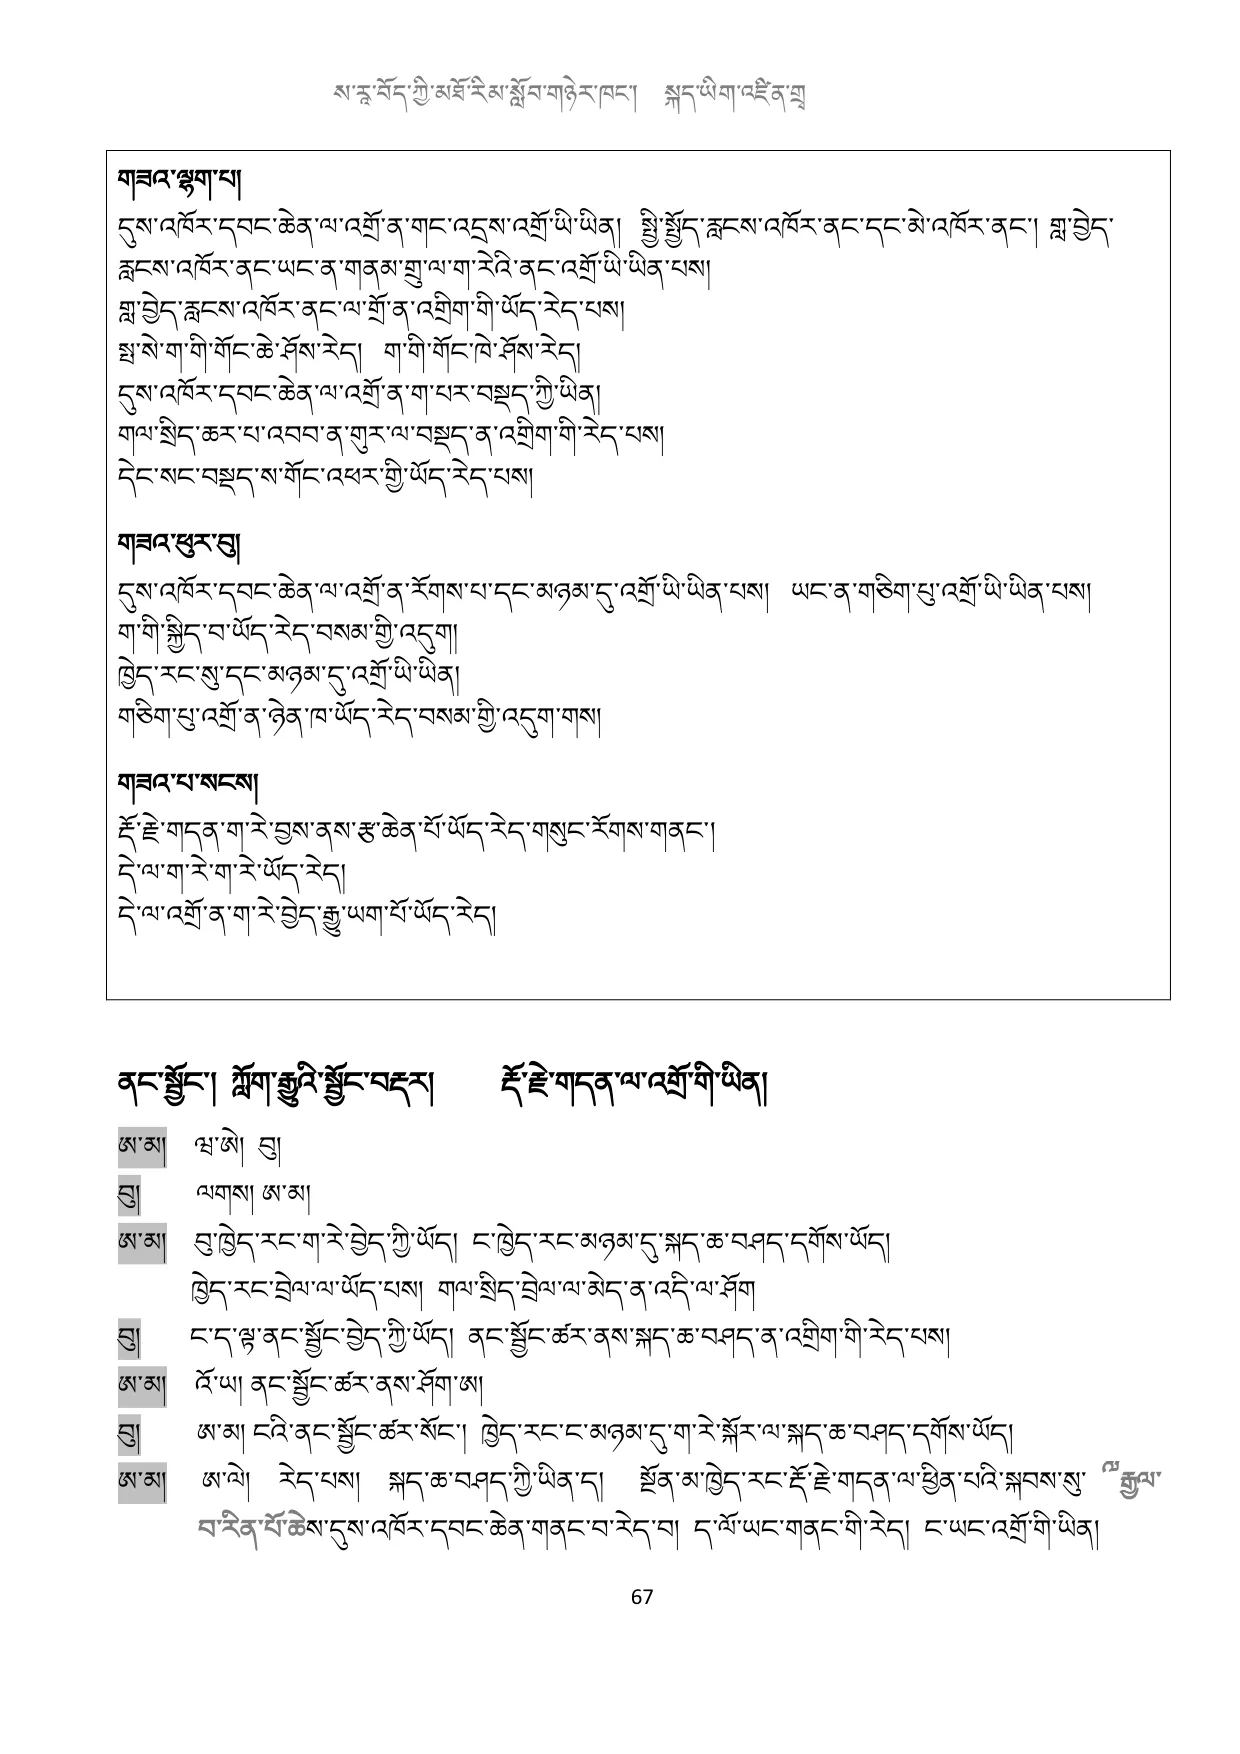 ས་རཱ་བོད་ཀྱི་མཐོ་རིམ་སློབ་གཉེར་ཁང་།  སྐད་ཡིག་འཛིན་གྲྭ
གཟའ་ལྷག་པ།
དུས་འཁོར་དབང་ཆེན་ལ་འགྲོ་ན་གང་འདྲས་འགྲོ་ཡི་ཡིན།  སྤྱི་སྤྱོད་རླངས་འཁོར་ནང་དང་མེ་འཁོར་ནང་། གླ་བྱེད་
རླངས་འཁོར་ནང་ཡང་ན་གནམ་གྲུ་ལ་ག་རེའི་ནང་འགྲོ་ཡི་ཡིན་པས།
གླ་བྱེད་རླངས་འཁོར་ནང་ལ་གྲོ་ན་འགྲིག་གི་ཡོད་རེད་པས།
སྤ་སེ་ག་གི་གོང་ཆེ་ཤོས་རེད།  ག་གི་གོང་ཁེ་ཤོས་རེད།
དུས་འཁོར་དབང་ཆེན་ལ་འགྲོ་ན་ག་པར་བསྡད་ཀྱི་ཡིན།
གལ་སྲིད་ཆར་པ་འབབ་ན་གུར་ལ་བསྡད་ན་འགྲིག་གི་རེད་པས།
དེང་སང་བསྡད་ས་གོང་འཕར་གྱི་ཡོད་རེད་པས།
གཟའ་ཕུར་བུ།
དུས་འཁོར་དབང་ཆེན་ལ་འགྲོ་ན་རོགས་པ་དང་མཉམ་དུ་འགྲོ་ཡི་ཡིན་པས།  ཡང་ན་གཅིག་པུ་འགྲོ་ཡི་ཡིན་པས།
ག་གི་སྐྱིད་བ་ཡོད་རེད་བསམ་གྱི་འདུག།
ཁྱེད་རང་སུ་དང་མཉམ་དུ་འགྲོ་ཡི་ཡིན།
གཅིག་པུ་འགྲོ་ན་ཉེན་ཁ་ཡོད་རེད་བསམ་གྱི་འདུག་གས།
གཟའ་པ་སངས།
རྡོ་རྗེ་གདན་ག་རེ་བྱས་ནས་རྩ་ཆེན་པོ་ཡོད་རེད་གསུང་རོགས་གནང་།
དེ་ལ་ག་རེ་ག་རེ་ཡོད་རེད།
དེ་ལ་འགྲོ་ན་ག་རེ་བྱེད་རྒྱུ་ཡག་པོ་ཡོད་རེད།
ནང་སྦྱོང་། ཀློག་རྒྱུའི་སྦྱོང་བརྡར།  རྡོ་རྗེ་གདན་ལ་འགྲོ་གི་ཡིན།
ཨ་མ། ཝ་ཨེ། བུ།
བུ། ལགས། ཨ་མ།
ཨ་མ། བུ་ཁྱེད་རང་ག་རེ་བྱེད་ཀྱི་ཡོད། ང་ཁྱེད་རང་མཉམ་དུ་སྐད་ཆ་བཤད་དགོས་ཡོད།
ཁྱེད་རང་བྲེལ་ལ་ཡོད་པས། གལ་སྲིད་བྲེལ་ལ་མེད་ན་འདི་ལ་ཤོག
བུ། ང་ད་ལྟ་ནང་སྦྱོང་བྱེད་ཀྱི་ཡོད། ནང་སྦྱོང་ཚར་ནས་སྐད་ཆ་བཤད་ན་འགྲིག་གི་རེད་པས།
ཨ་མ། འོ་ཡ། ནང་སྦྱོང་ཚར་ནས་ཤོག་ཨ།
བུ། ཨ་མ། ངའི་ནང་སྦྱོང་ཚར་སོང་། ཁྱེད་རང་ང་མཉམ་དུ་ག་རེ་སྐོར་ལ་སྐད་ཆ་བཤད་དགོས་ཡོད།
ཨ་མ། ཨ་ལེ། རེད་པས། སྐད་ཆ་བཤད་ཀྱི་ཡིན་ད། སྔོན་མ་ཁྱེད་རང་རྡོ་རྗེ་གདན་ལ་ཕྱིན་པའི་སྐབས་སུ་ ྿རྒྱལ་
བ་རིན་པོ་ཆེས་དུས་འཁོར་དབང་ཆེན་གནང་བ་རེད་བ། ད་ལོ་ཡང་གནང་གི་རེད། ང་ཡང་འགྲོ་གི་ཡིན།
67